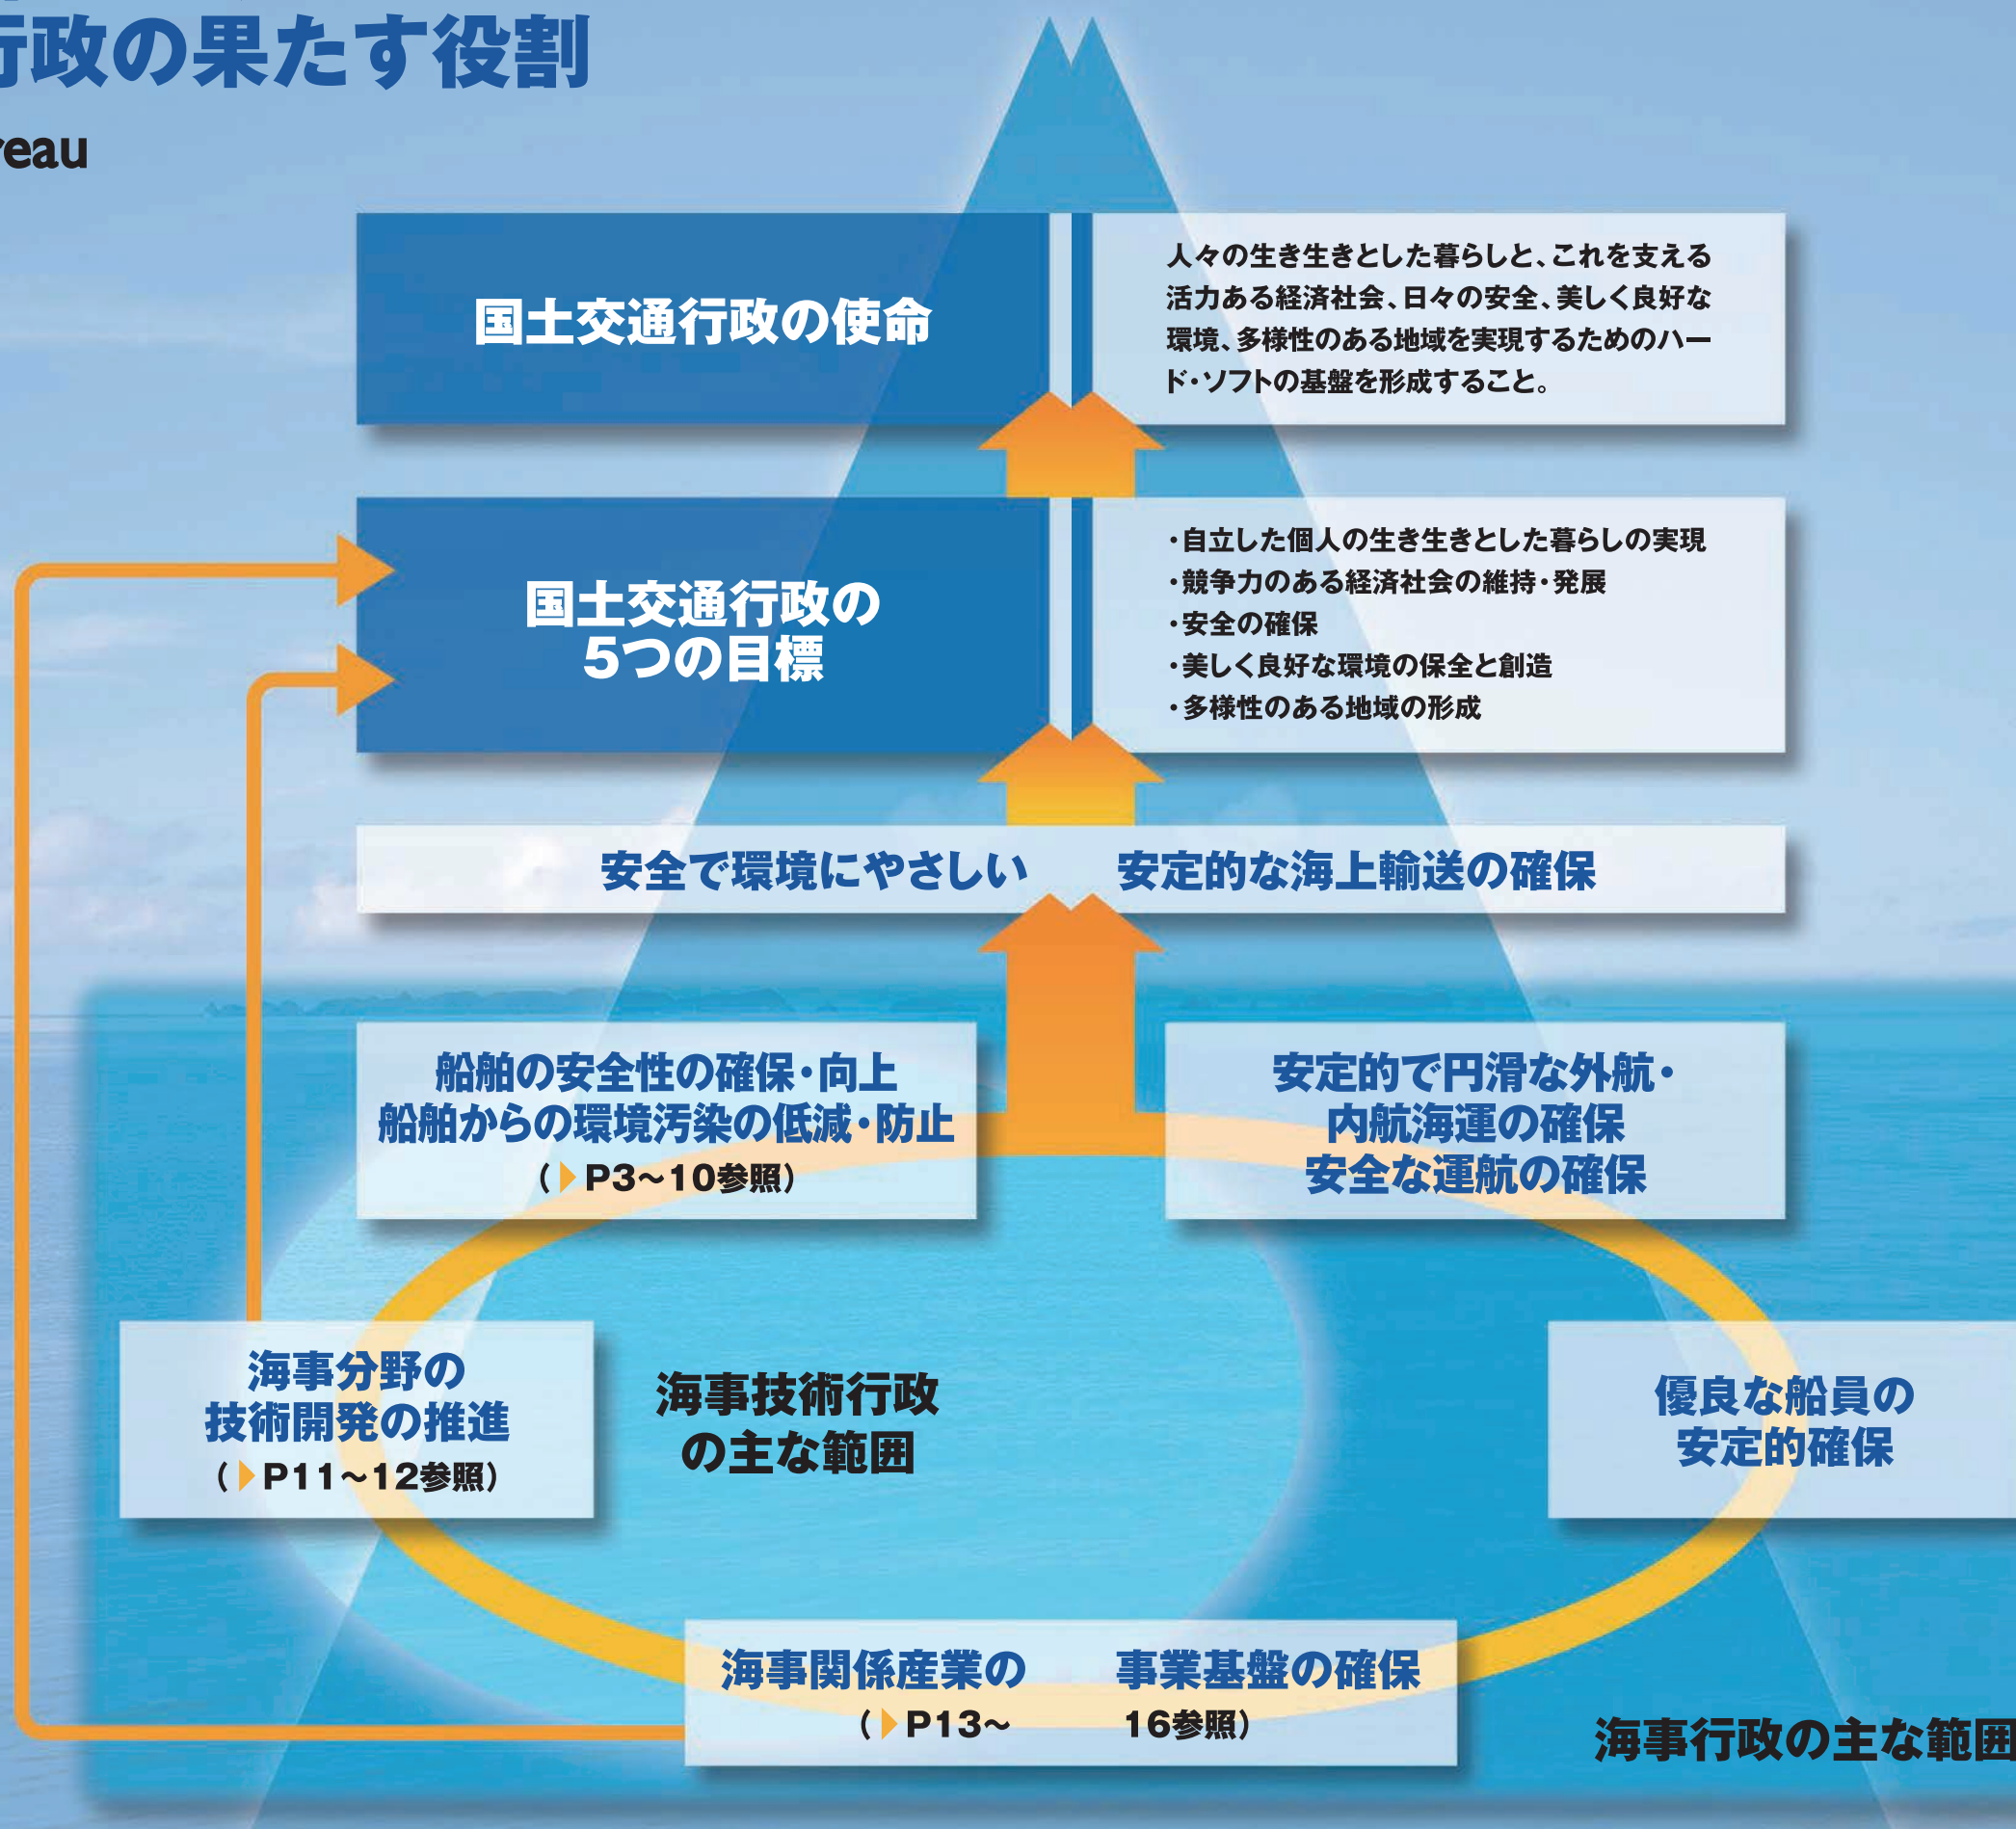 行政の果たす役割
reau
国土交通行政の使命
人々の生き生きとした暮らしと、これを支える
活力ある経済社会、日々の安全、美しく良好な
環境、多様性のある地域を実現するためのハー
ド・ソフトの基盤を形成すること。
国土交通行政の
5つの目標
・自立した個人の生き生きとした暮らしの実現
・競争力のある経済社会の維持・発展
・安全の確保
・美しく良好な環境の保全と創造
・多様性のある地域の形成
安全で環境にやさしい 安定的な海上輸送の確保
船舶の安全性の確保・向上
船舶からの環境汚染の低減・防止
(▶P3~10参照)
安定的で円滑な外航・
内航海運の確保
安全な運航の確保
海事分野の
技術開発の推進
(▶P11~12参照)
海事技術行政
の主な範囲
優良な船員の
安定的確保
海事関係産業の 事業基盤の確保
(▶P13~ 16参照)
海事行政の主な範囲